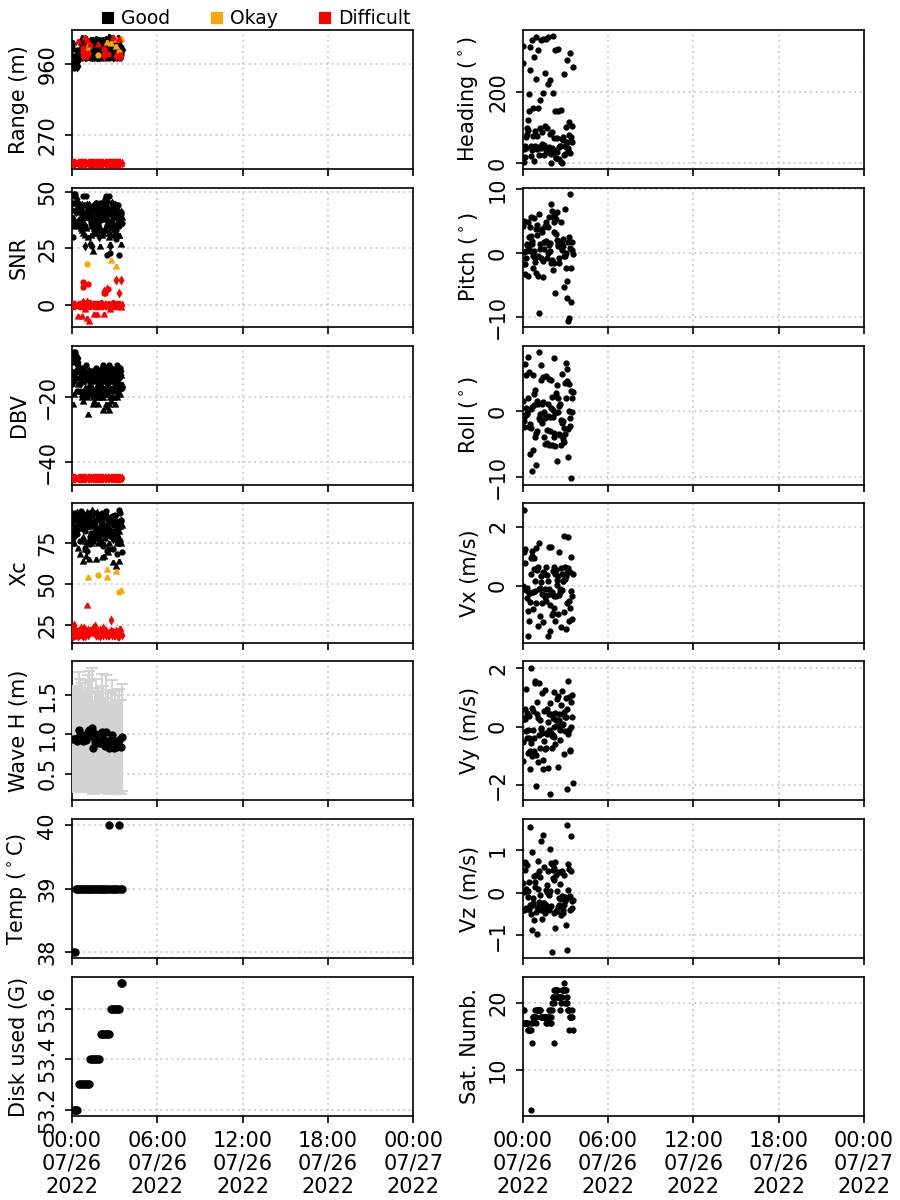 Good Okay Difficult
Range (m)
960
270
Heading (°)
200
0
SNR
50
25
0
Pitch (°)
10
0
−10
DBV
−20
−40
Roll (°)
0
−10
Xc
75
50
25
Vx (m/s)
2
0
Wave H (m)
1.5
1.0
0.5
Vy (m/s)
2
0
−2
Temp (°C)
40
39
38
Vz (m/s)
1
0
−1
Disk used (G)
53.6
53.4
53.2
Sat. Numb.
20
10
00:00 06:00 12:00 18:00 00:00
07/26 07/26 07/26 07/26 07/27
2022 2022 2022 2022 2022
00:00 06:00 12:00 18:00 00:00
07/26 07/26 07/26 07/26 07/27
2022 2022 2022 2022 2022